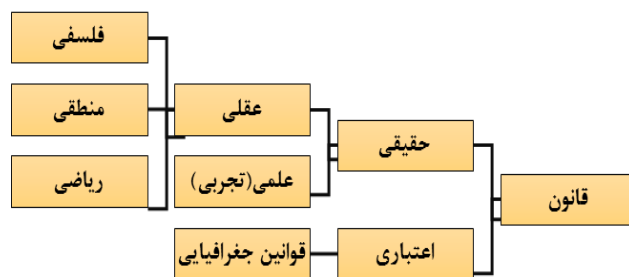 فلسفی
منطقی
عقلی
حقیقی
ریاضی
علمی(تجربی)
قانون
قوانین جغرافیایی
اعتباری